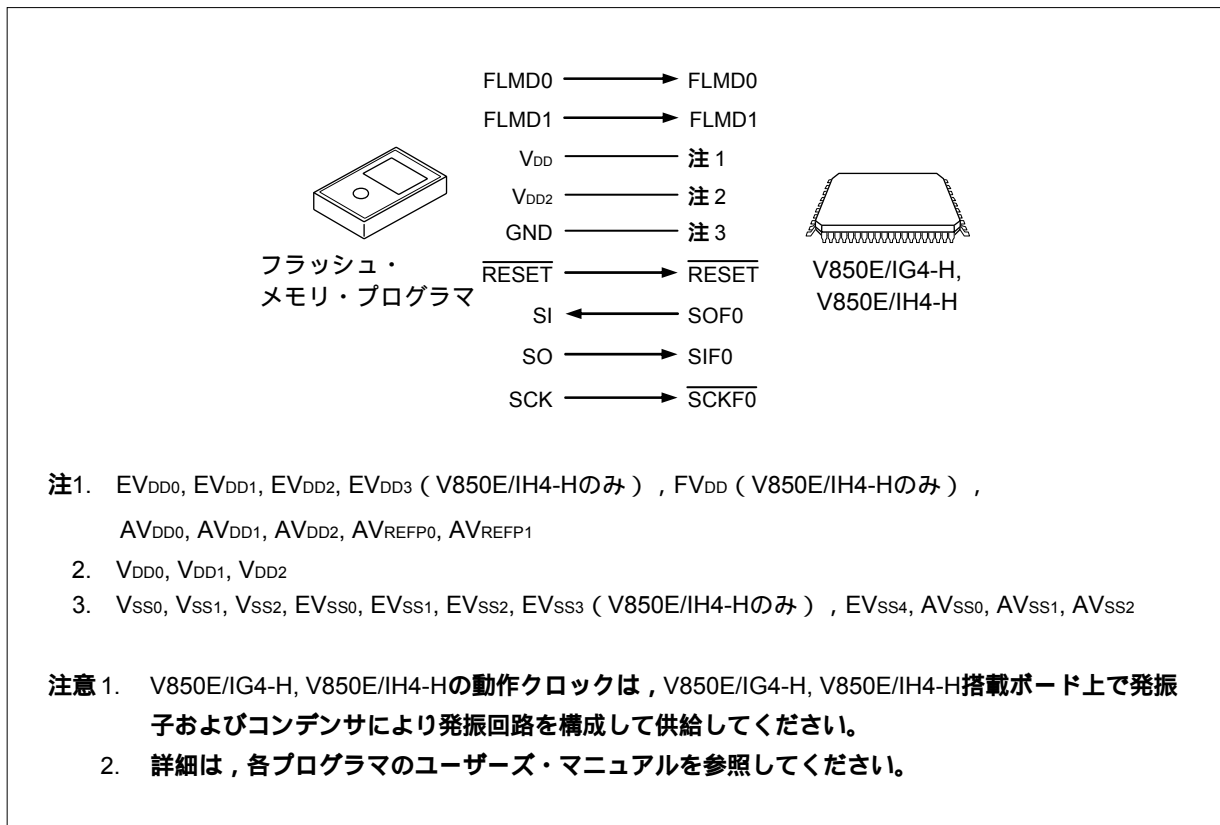 FLMD0 FLMD0
FLMD1 FLMD1
VDD 注1
VDD2 注2
GND 注3
RESET RESET
SI SOF0
SO SIF0
SCK SCKF0
フラッシュ・
メモリ・プログラマ
V850E/IG4-H,
V850E/IH4-H
注1. EVDD0, EVDD1, EVDD2, EVDD3(V850E/IH4-Hのみ), FVDD(V850E/IH4-Hのみ),
AVDD0, AVDD1, AVDD2, AVREFP0, AVREFP1
2. VDD0, VDD1, VDD2
3. VSS0, VSS1, VSS2, EVSS0, EVSS1, EVSS2, EVSS3(V850E/IH4-Hのみ), EVSS4, AVSS0, AVSS1, AVSS2
注意1. V850E/IG4-H, V850E/IH4-Hの動作クロックは,V850E/IG4-H, V850E/IH4-H搭載ボード上で発振
子およびコンデンサにより発振回路を構成して供給してください。
2. 詳細は,各プログラマのユーザーズ・マニュアルを参照してください。